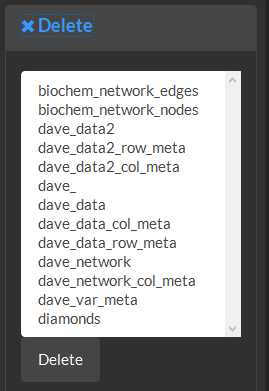 Delete
biochem_network_edges
biochem_network_nodes
dave_data2
dave_data2_row_meta
dave_data2_col_meta
dave_
dave_data
dave_data_col_meta
dave_data_row_meta
dave_network
dave_network_col_meta
dave_var_meta
diamonds
Delete